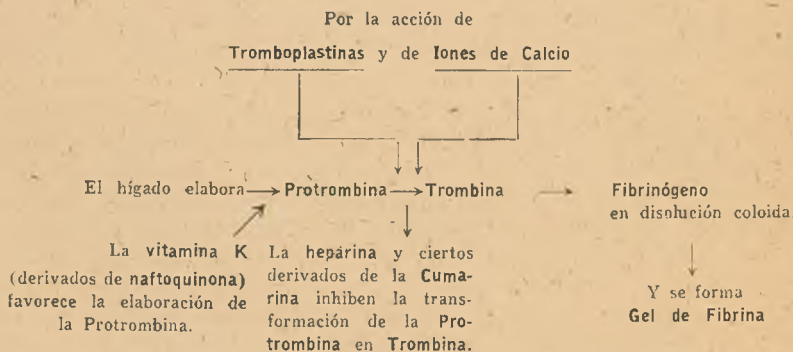 Por la acción de
Tromboplastinas y de Iones de Calcio
El hígado elabora → Protrombina → Trombina → Fibrinógeno
en disolución coloida
La vitamina K
(derivados de naftoquinona)
favorece la elaboración de
la Protrombina.
La heparina y ciertos
derivados de la Cuma-
rina inhiben la trans-
formación de la Pro-
trombina en Trombina.
Y se forma
Gel de Fibrina